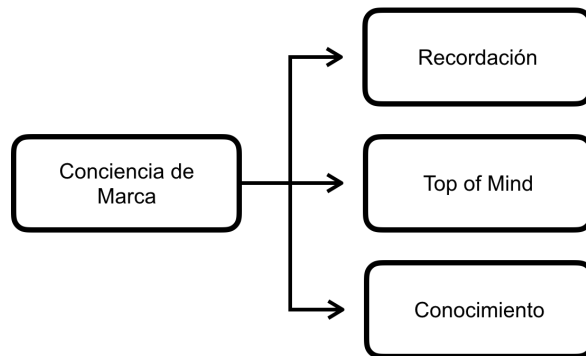 Conciencia de
Marca
Recordación
Top of Mind
Conocimiento